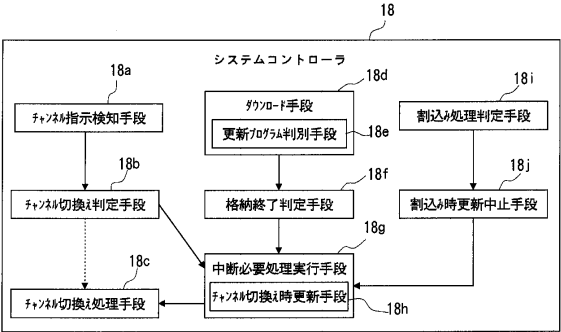 18
システムコントローラ
18a
ﾁｬﾝﾈﾙ指示検知手段
18b
ﾁｬﾝﾈﾙ切換え判定手段
18c
ﾁｬﾝﾈﾙ切換え処理手段
18d
ﾀﾞｳﾝﾛｰﾄﾞ手段
更新ﾌﾟﾛｸﾞﾗﾑ判別手段
18e
18f
格納終了判定手段
18g
中断必要処理実行手段
ﾁｬﾝﾈﾙ切換え時更新手段
18h
18i
割込み処理判定手段
18j
割込み時更新中止手段